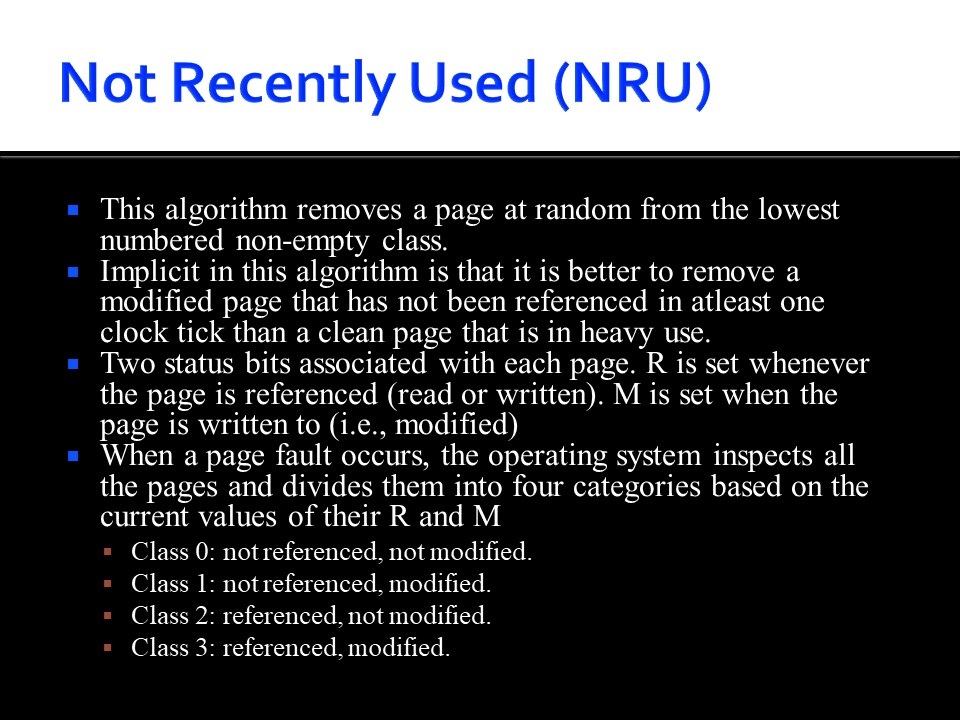 Not Recently Used (NRU)
▪ This algorithm removes a page at random from the lowest
numbered non-empty class.
▪ Implicit in this algorithm is that it is better to remove a
modified page that has not been referenced in atleast one
clock tick than a clean page that is in heavy use.
▪ Two status bits associated with each page. R is set whenever
the page is referenced (read or written). M is set when the
page is written to (i.e., modified)
▪ When a page fault occurs, the operating system inspects all
the pages and divides them into four categories based on the
current values of their R and M
▪ Class 0: not referenced, not modified.
▪ Class 1: not referenced, modified.
▪ Class 2: referenced, not modified.
▪ Class 3: referenced, modified.